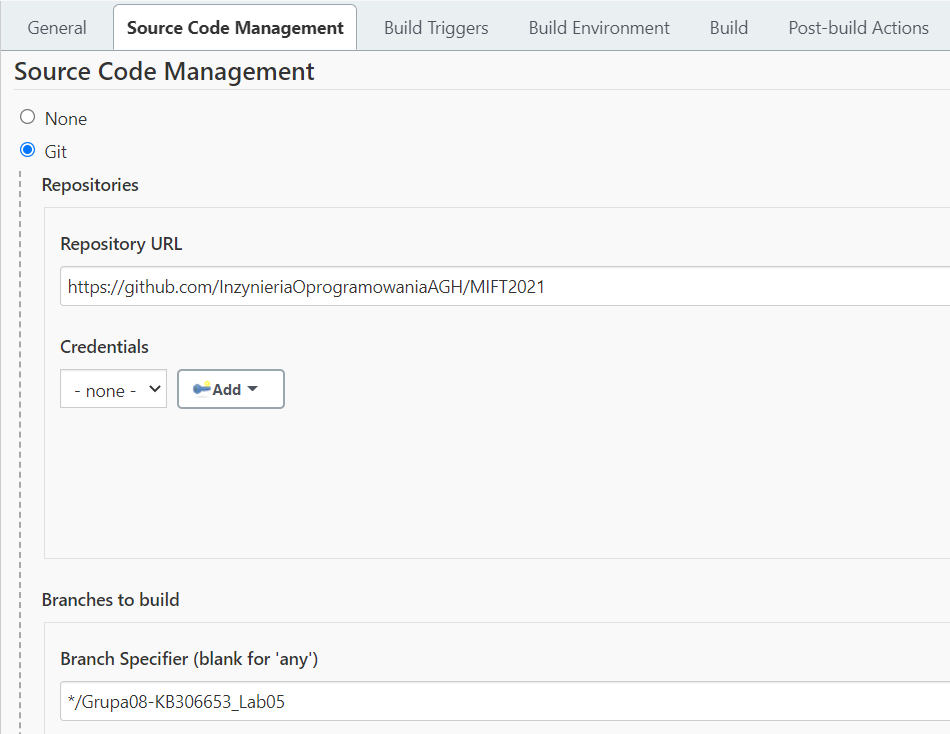 General Source Code Management Build Triggers Build Environment Build Post-build Actions
Source Code Management
None
Git
Repositories
Repository URL
https://github.com/InzynieriaOprogramowaniaAGH/MIFT2021
Credentials
- none - Add
Branches to build
Branch Specifier (blank for 'any')
*/Grupa08-KB306653_Lab05